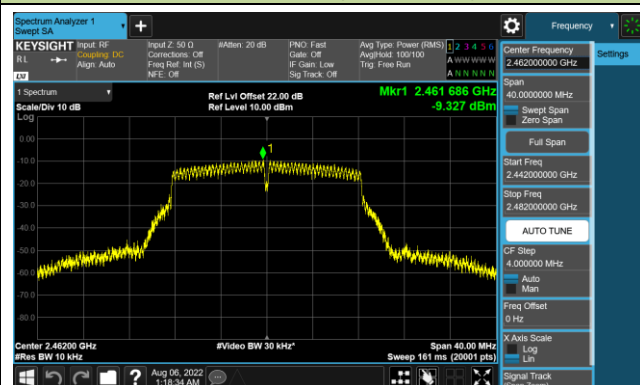 Spectrum Analyzer 1
Swept SA
Frequency
KEYSIGHT
Input: RF
Coupling: DC
Align: Auto
Input Z: 50 Ω
Corrections: Off
Freq Ref: Int (S)
NFE: Off
#Atten: 20 dB
PNO: Fast
Gate: Off
IF Gain: Low
Sig Track: Off
Avg Type: Power (RMS)
Avg|Hold: 100/100
Trig: Free Run
1 2 3 4 5 6
A W W W W W
A N N N N N
R L
LXI
1 Spectrum
Scale/Div 10 dB
Log
Ref Lvl Offset 22.00 dB
Ref Level 10.00 dBm
Mkr1 2.461 686 GHz
-9.327 dBm
1
0.00
-10.0
-20.0
-30.0
-40.0
-50.0
-60.0
-70.0
-80.0
Center 2.46200 GHz
#Res BW 10 kHz
#Video BW 30 kHz*
Span 40.00 MHz
Sweep 161 ms (20001 pts)
Aug 06, 2022
1:18:34 AM
Center Frequency
2.462000000 GHz
Settings
Span
40.0000000 MHz
Swept Span
Zero Span
Full Span
Start Freq
2.442000000 GHz
Stop Freq
2.482000000 GHz
AUTO TUNE
CF Step
4.000000 MHz
Auto
Man
Freq Offset
0 Hz
X Axis Scale
Log
Lin
Signal Track